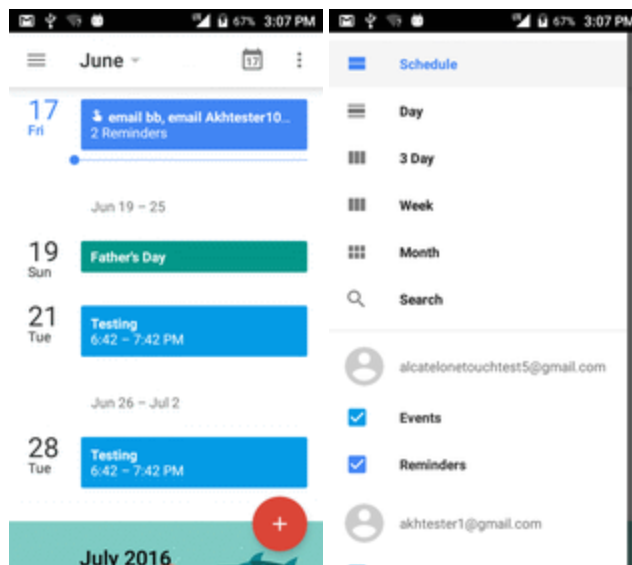 67% 3:07 PM
June
17
17
Fri
email bb, email Akhtester10...
2 Reminders
Jun 19 – 25
19
Sun
Father's Day
21
Tue
Testing
6:42 – 7:42 PM
Jun 26 – Jul 2
28
Tue
Testing
6:42 – 7:42 PM
+
July 2016
67% 3:07 PM
Schedule
Day
3 Day
Week
Month
Search
alcatelonetouchtest5@gmail.com
Events
Reminders
akhtester1@gmail.com